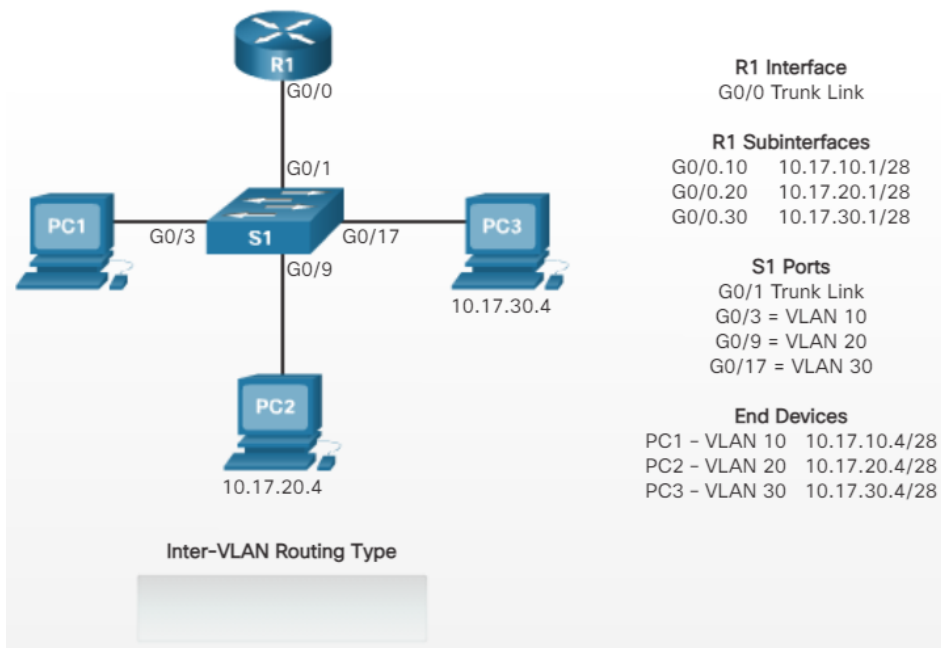 R1
G0/0
G0/1
PC1
G0/3
S1
G0/17
PC3
G0/9
10.17.30.4
PC2
10.17.20.4
Inter-VLAN Routing Type
R1 Interface
G0/0 Trunk Link
R1 Subinterfaces
G0/0.10 10.17.10.1/28
G0/0.20 10.17.20.1/28
G0/0.30 10.17.30.1/28
S1 Ports
G0/1 Trunk Link
G0/3 = VLAN 10
G0/9 = VLAN 20
G0/17 = VLAN 30
End Devices
PC1 - VLAN 10 10.17.10.4/28
PC2 - VLAN 20 10.17.20.4/28
PC3 - VLAN 30 10.17.30.4/28